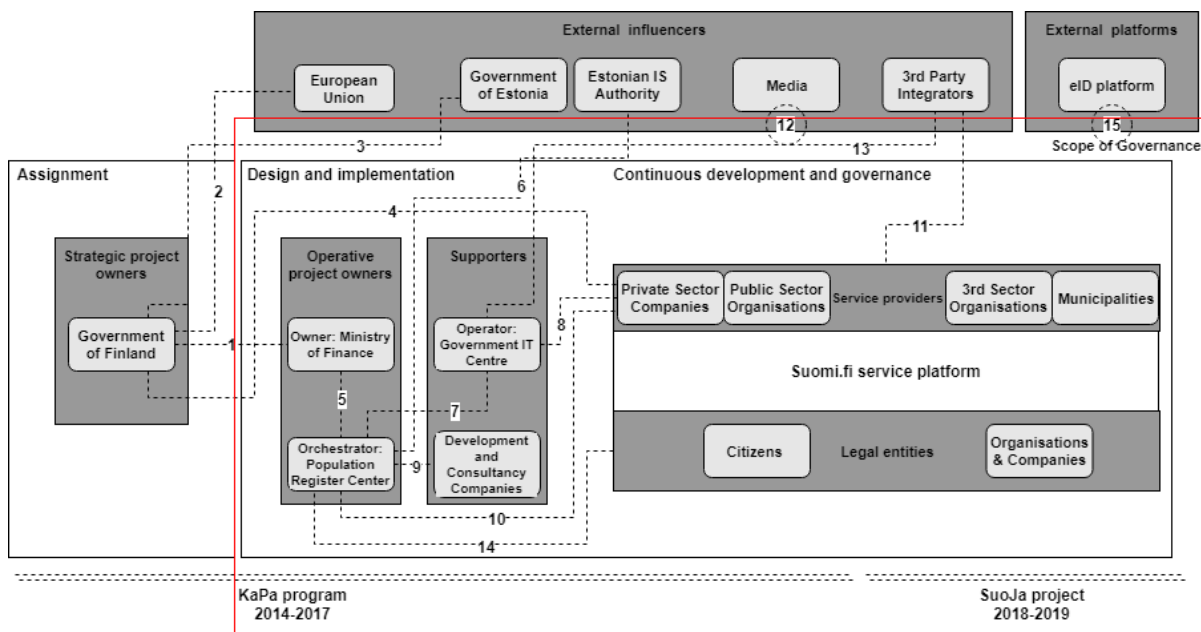 External influencers
External platforms
European
Union
Government
of Estonia
Estonian IS
Authority
Media
3rd Party
Integrators
eID platform
12
15
3
13
Scope of Governance
Assignment
Design and implementation
Continuous development and governance
2
6
4
11
Strategic project
owners
Operative
project owners
Supporters
Private Sector
Companies
Public Sector
Organisations
Service providers
3rd Sector
Organisations
Municipalities
Government
of Finland
1
Owner: Ministry
of Finance
Operator:
Government IT
Centre
8
Suomi.fi service platform
5
7
Orchestrator:
Population
Register Center
9
Development
and
Consultancy
Companies
Citizens
Legal entities
Organisations
& Companies
10
14
KaPa program
2014-2017
SuoJa project
2018-2019